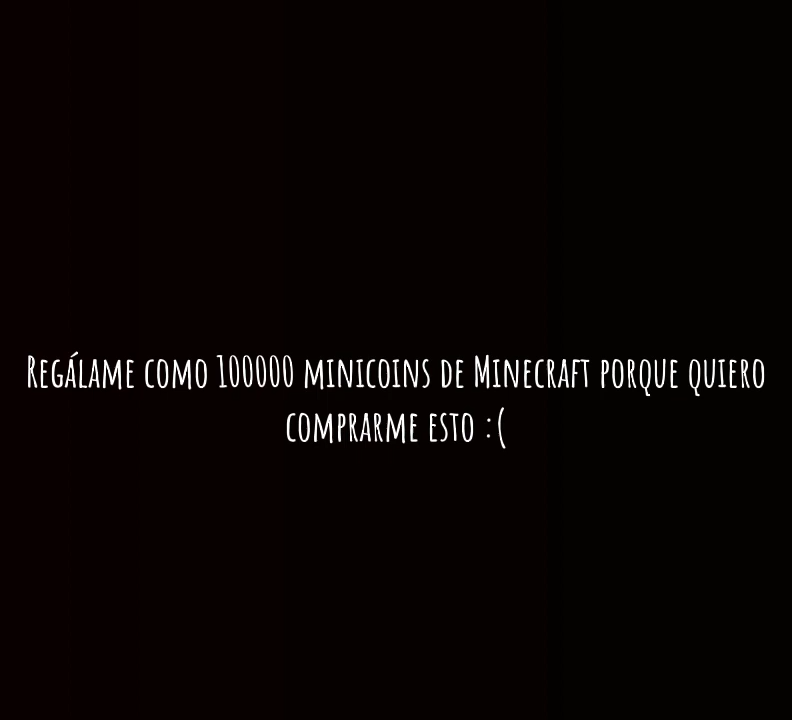 Regálame como 100000 minicoins de Minecraft porque quiero
comprarme esto :(